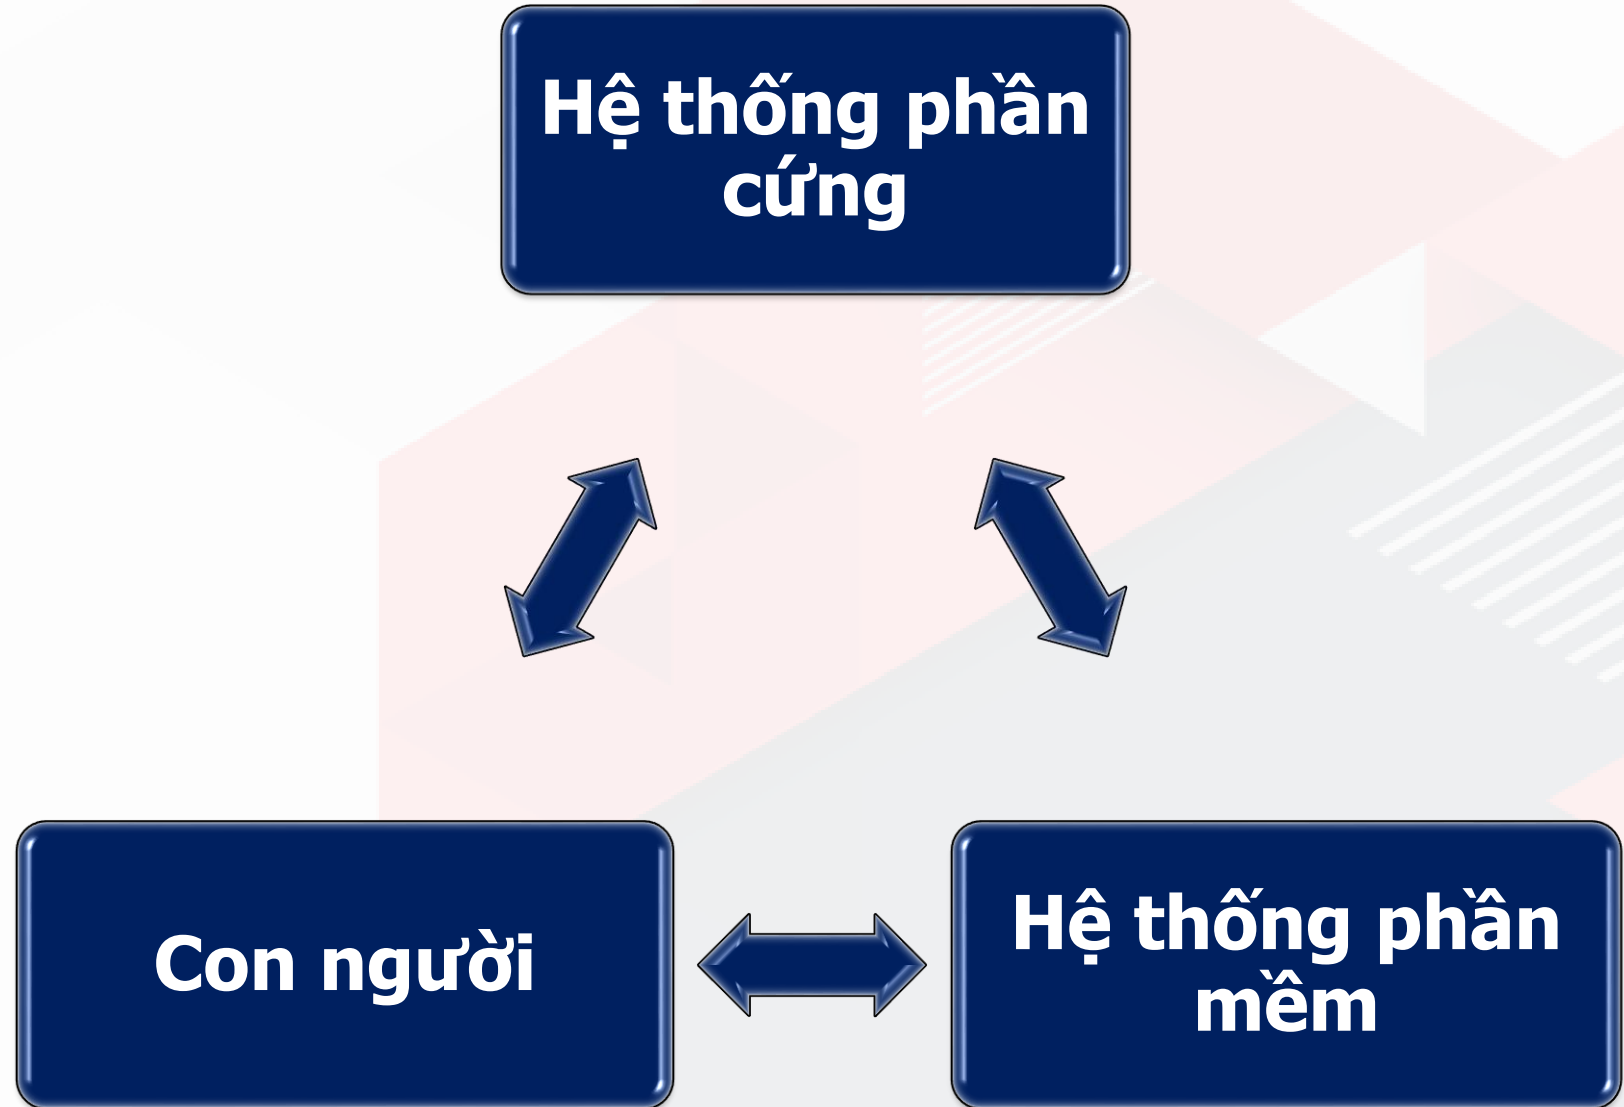 Hệ thống phần
cứng
Con người
Hệ thống phần
mềm